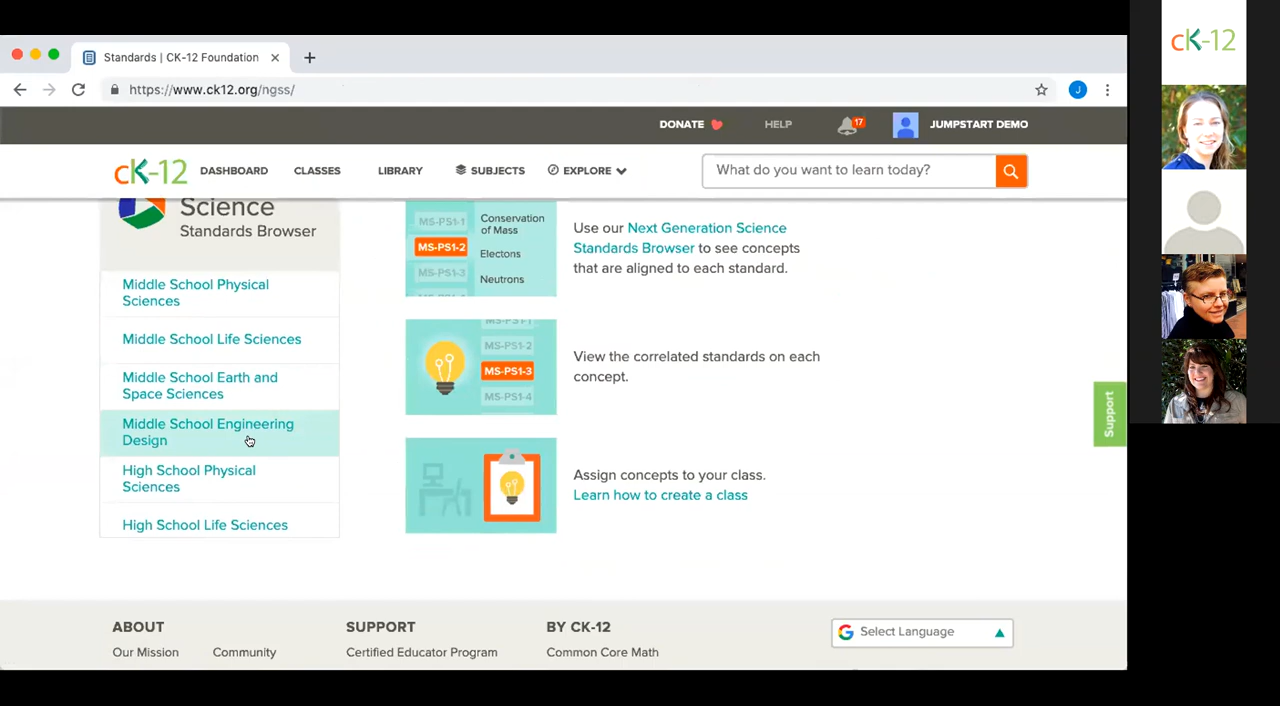 Standards | CK-12 Foundation
https://www.ck12.org/ngss/
J
DONATE
HELP
17
JUMPSTART DEMO
cK-12
DASHBOARD
CLASSES
LIBRARY
SUBJECTS
EXPLORE
What do you want to learn today?
Science
Standards Browser
Middle School Physical
Sciences
Middle School Life Sciences
Middle School Earth and
Space Sciences
Middle School Engineering
Design
High School Physical
Sciences
High School Life Sciences
MS-PS1-1
MS-PS1-2
MS-PS1-3
Conservation
of Mass
Electons
Neutrons
Use our Next Generation Science
Standards Browser to see concepts
that are aligned to each standard.
MS-PS1-1
MS-PS1-2
MS-PS1-3
MS-PS1-4
View the correlated standards on each
concept.
Assign concepts to your class.
Learn how to create a class
Support
ABOUT
Our Mission
Community
SUPPORT
Certified Educator Program
BY CK-12
Common Core Math
Select Language
cK-12